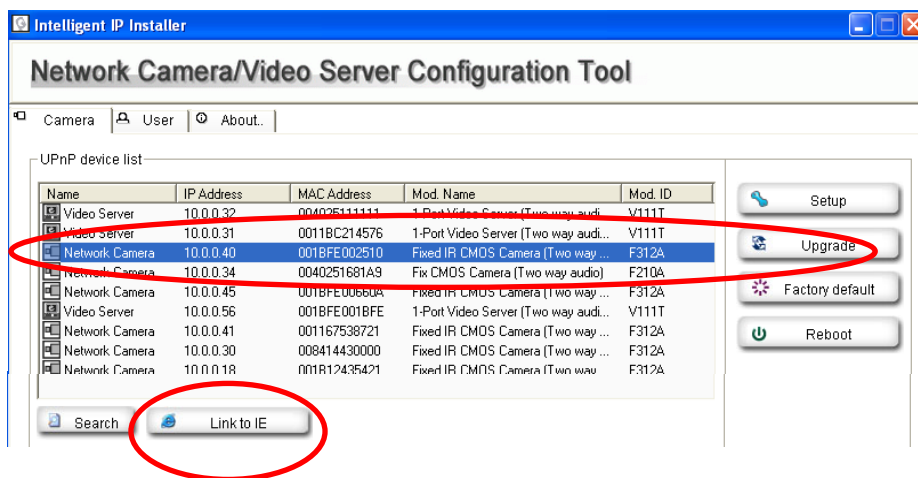 Intelligent IP Installer
Network Camera/Video Server Configuration Tool
Camera User About..
UPnP device list
Name IP Address MAC Address Mod. Name Mod. ID
Video Server 10.0.0.32 004025111111 1-Port Video Server (Two way audi... V111T
Video Server 10.0.0.31 0011BC214576 1-Port Video Server (Two way audi... V111T
Network Camera 10.0.0.40 001BFE002510 Fixed IR CMOS Camera (Two way ... F312A
Network Camera 10.0.0.34 0040251681A9 Fix CMOS Camera (Two way audio) F210A
Network Camera 10.0.0.45 001BFE00660A Fixed IR CMOS Camera (Two way ... F312A
Video Server 10.0.0.56 001BFE001BFE 1-Port Video Server (Two way audi... V111T
Network Camera 10.0.0.41 001167538721 Fixed IR CMOS Camera (Two way ... F312A
Network Camera 10.0.0.30 008414430000 Fixed IR CMOS Camera (Two way ... F312A
Network Camera 10.0.0.18 001B12435421 Fixed IR CMOS Camera (Two way F312A
Setup
Upgrade
Factory default
Reboot
Search Link to IE